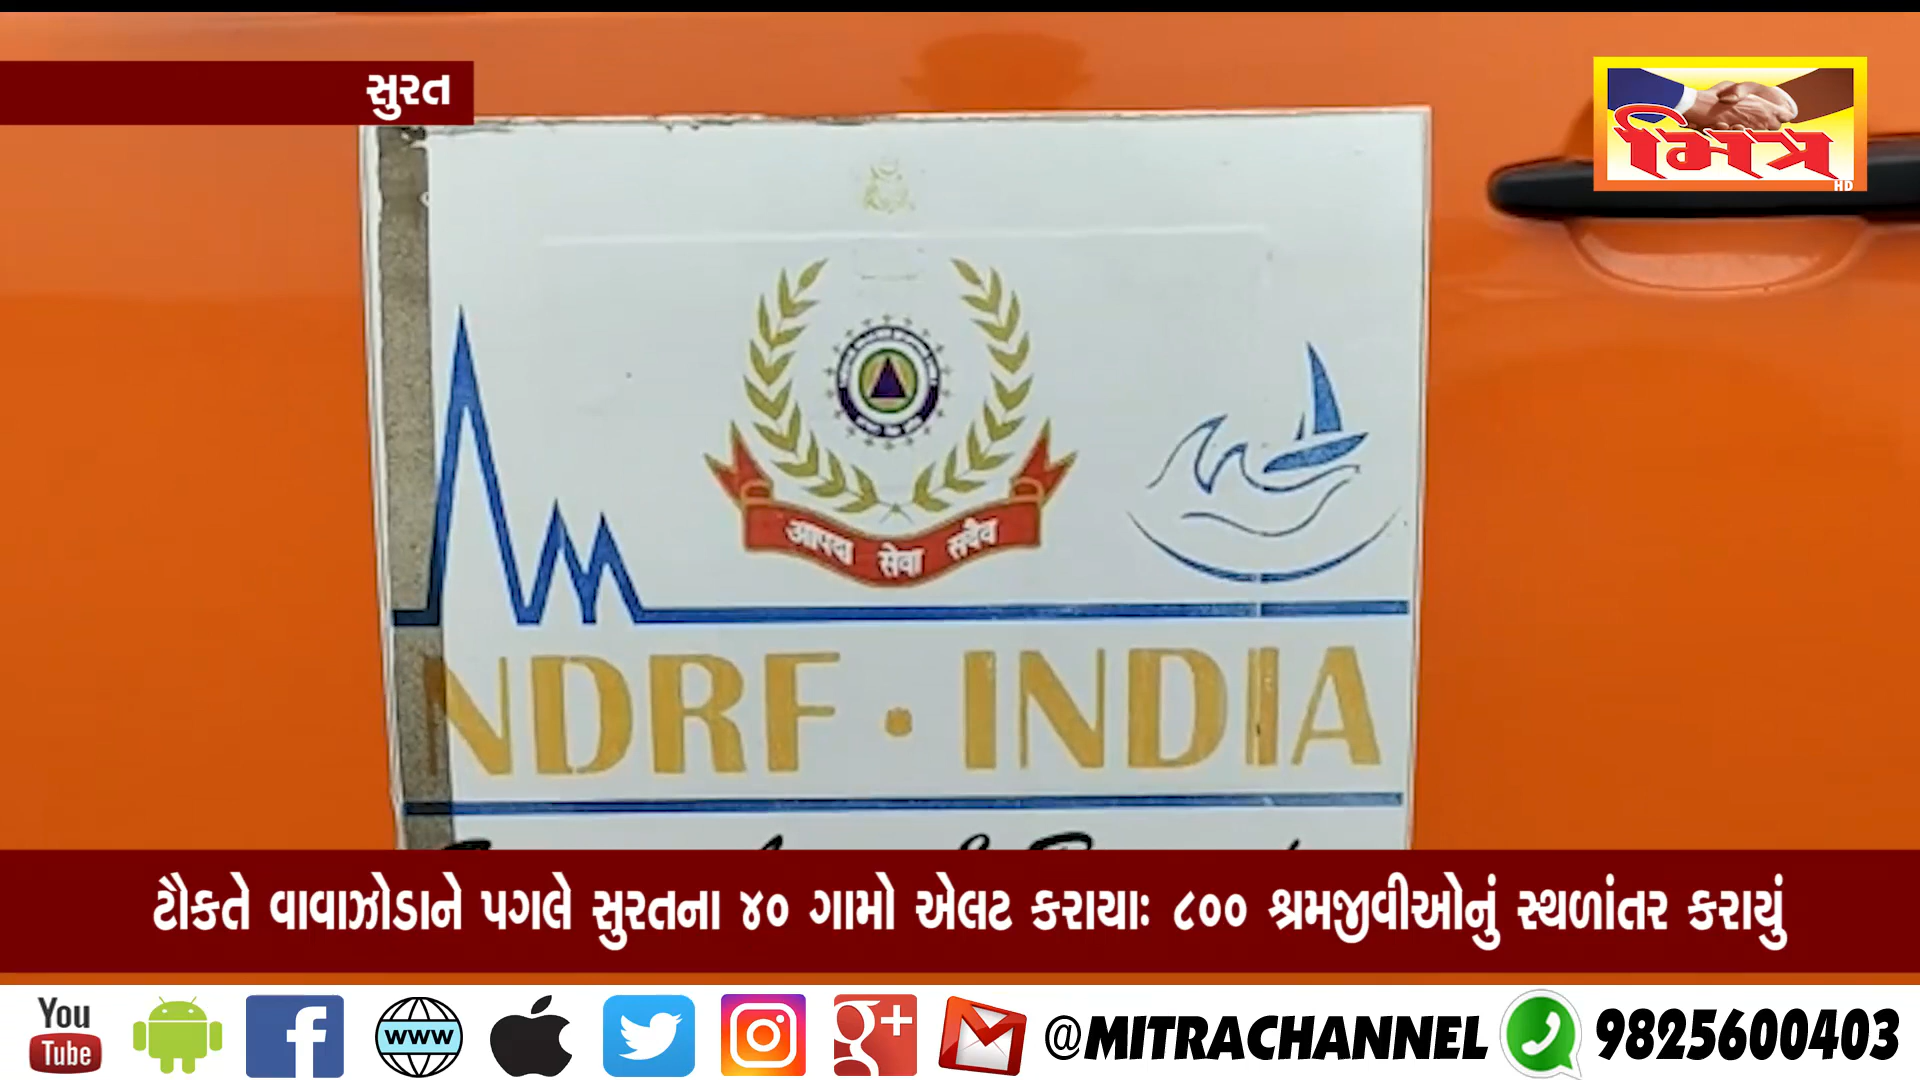 સુરત
મિત્ર
HD
आपदा सेवा सदैव
NDRF • INDIA
ટૌકતે વાવાઝોડાને પગલે સુરતના ૪૦ ગામો એલટ કરાયાઃ ૮૦૦ શ્રમજીવીઓનું સ્થળાંતર કરાયું
You Tube
f
www
g+
@MITRACHANNEL
9825600403